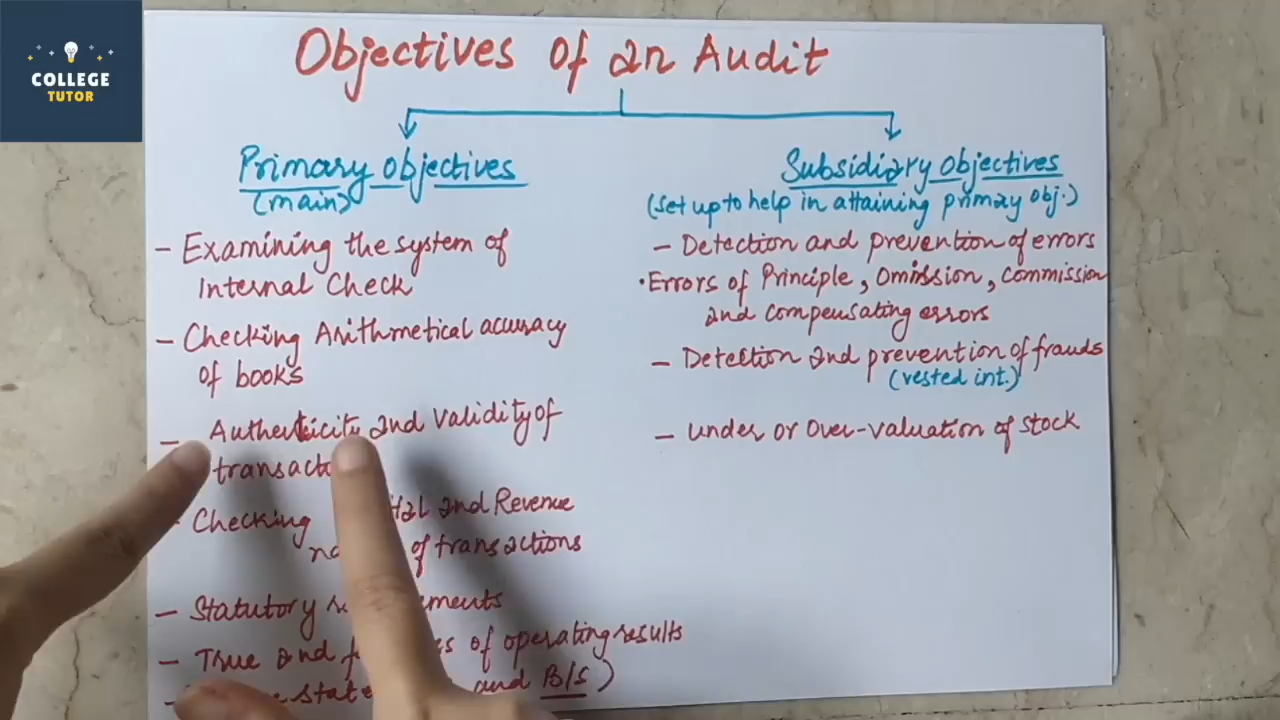 COLLEGE
TUTOR
Objectives of an Audit
Primary objectives
(main)
- Examining the system of
internal Check
- Checking Arithmetical accuracy
of books
- Authenticity and validity of
- Checking and Revenue
of transactions
- Statutory
- True and of operating results
and B/S)
Subsidiary objectives
(set up to help in attaining primary obj.)
- Detection and prevention of errors
• Errors of Principle, Omission, Commission
and compensating errors
- Detection and prevention of frauds
(vested int.)
- under or Over-valuation of stock